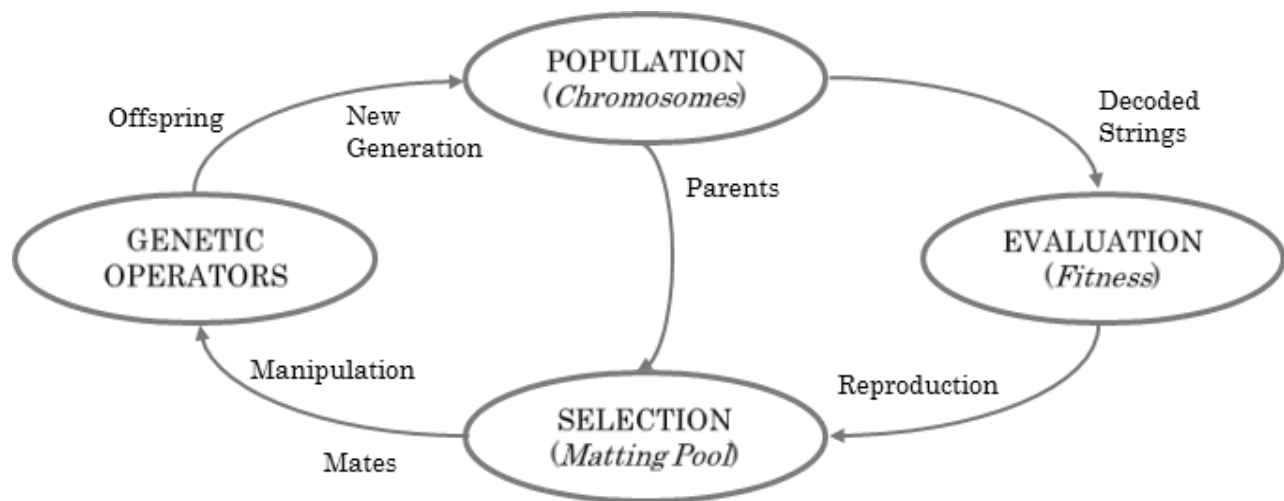 POPULATION
(Chromosomes)
Offspring
New
Generation
Decoded
Strings
Parents
GENETIC
OPERATORS
EVALUATION
(Fitness)
Manipulation
Reproduction
SELECTION
(Matting Pool)
Mates